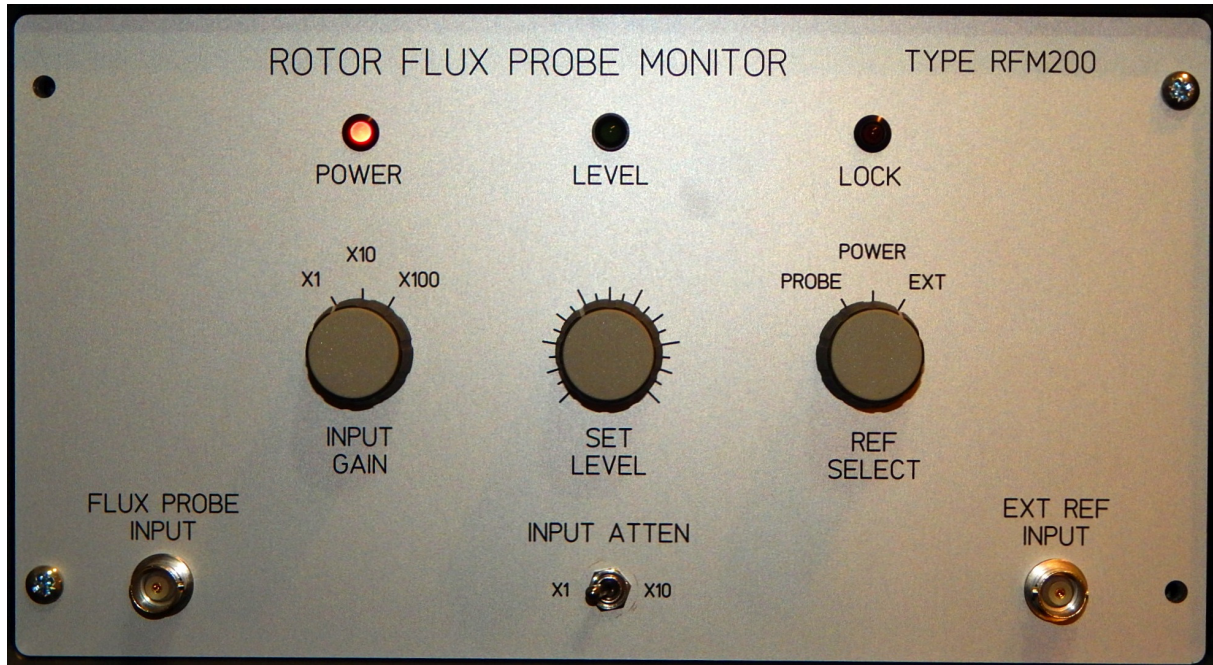 ROTOR FLUX PROBE MONITOR
TYPE RFM200
POWER
LEVEL
LOCK
X1
X10
X100
PROBE
POWER
EXT
INPUT
GAIN
SET
LEVEL
REF
SELECT
FLUX PROBE
INPUT
INPUT ATTEN
X1
X10
EXT REF
INPUT